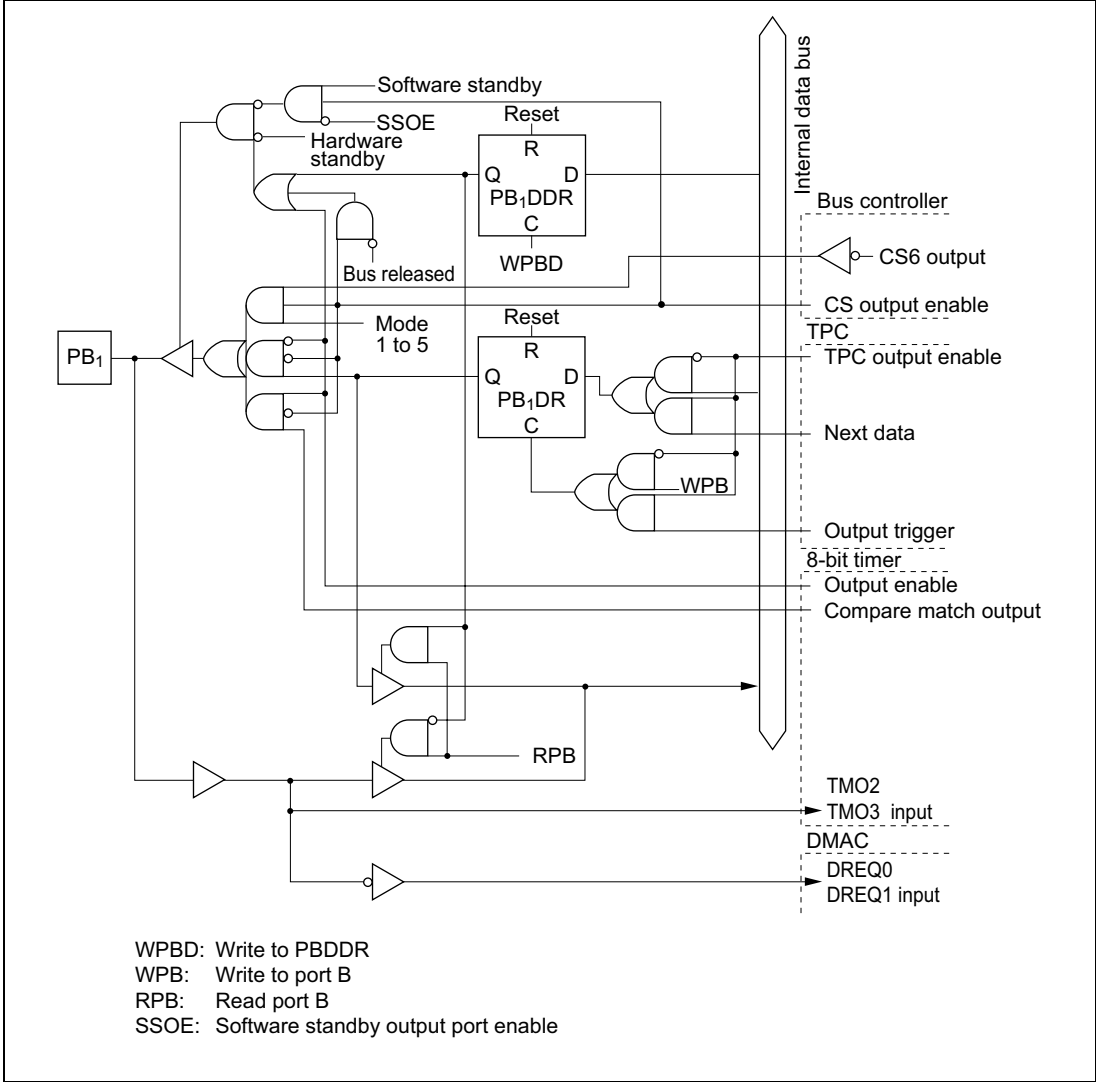 Software standby
SSOE
Hardware
standby
Reset
R
Q D
PB1DDR
C
WPBD
Bus released
Internal data bus
Bus controller
CS6 output
CS output enable
Mode
1 to 5
PB1
Reset
R
Q D
PB1DR
C
TPC
TPC output enable
Next data
WPB
Output trigger
8-bit timer
Output enable
Compare match output
RPB
TMO2
TMO3 input
DMAC
DREQ0
DREQ1 input
WPBD: Write to PBDDR
WPB: Write to port B
RPB: Read port B
SSOE: Software standby output port enable